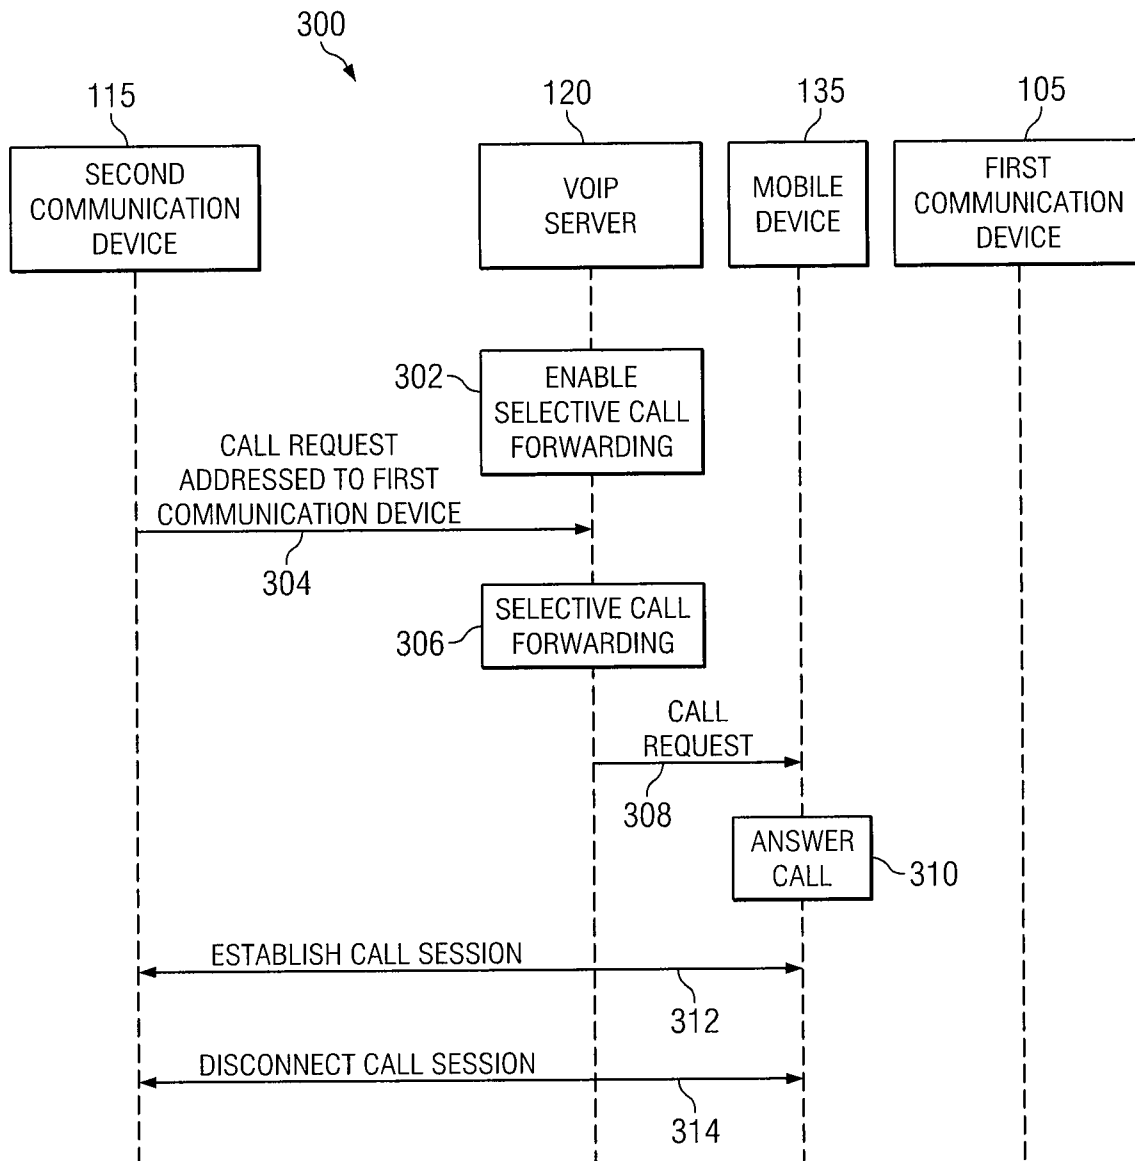 300
115
120
135
105
SECOND
COMMUNICATION
DEVICE
VOIP
SERVER
MOBILE
DEVICE
FIRST
COMMUNICATION
DEVICE
302
ENABLE
SELECTIVE CALL
FORWARDING
CALL REQUEST
ADDRESSED TO FIRST
COMMUNICATION DEVICE
304
306
SELECTIVE CALL
FORWARDING
CALL
REQUEST
308
ANSWER
CALL
310
ESTABLISH CALL SESSION
312
DISCONNECT CALL SESSION
314